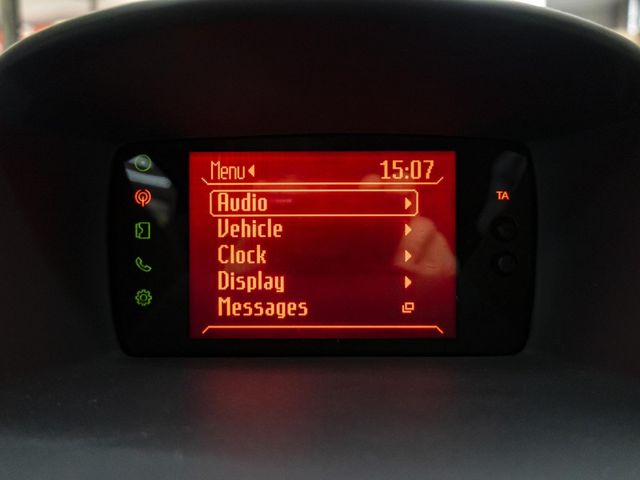 Menu 15:07
TA
Audio
Vehicle
Clock
Display
Messages